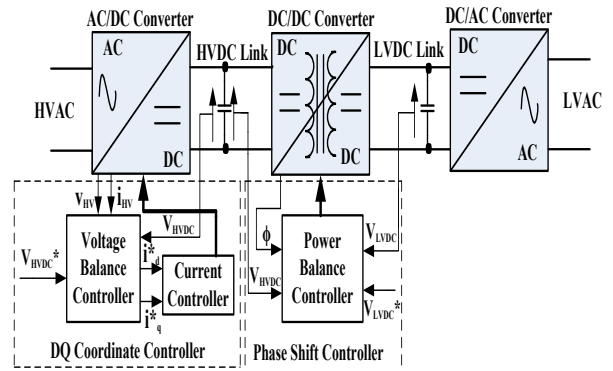 AC/DC Converter
DC/DC Converter
DC/AC Converter
AC
DC
HVDC Link
DC
DC
LVDC Link
DC
AC
HVAC
LVAC
v_HV
i_HV
V_HVDC
V_HVDC*
Voltage
Balance
Controller
i*_d
i*_q
Current
Controller
DQ Coordinate Controller
ϕ
V_HVDC
Power
Balance
Controller
V_LVDC
V_LVDC*
Phase Shift Controller